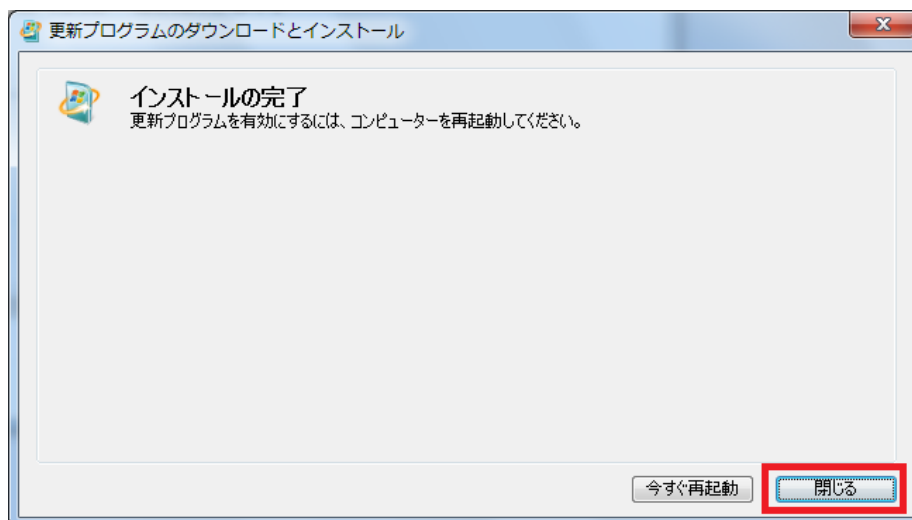 更新プログラムのダウンロードとインストール
インストールの完了
更新プログラムを有効にするには、コンピューターを再起動してください。
今すぐ再起動
閉じる